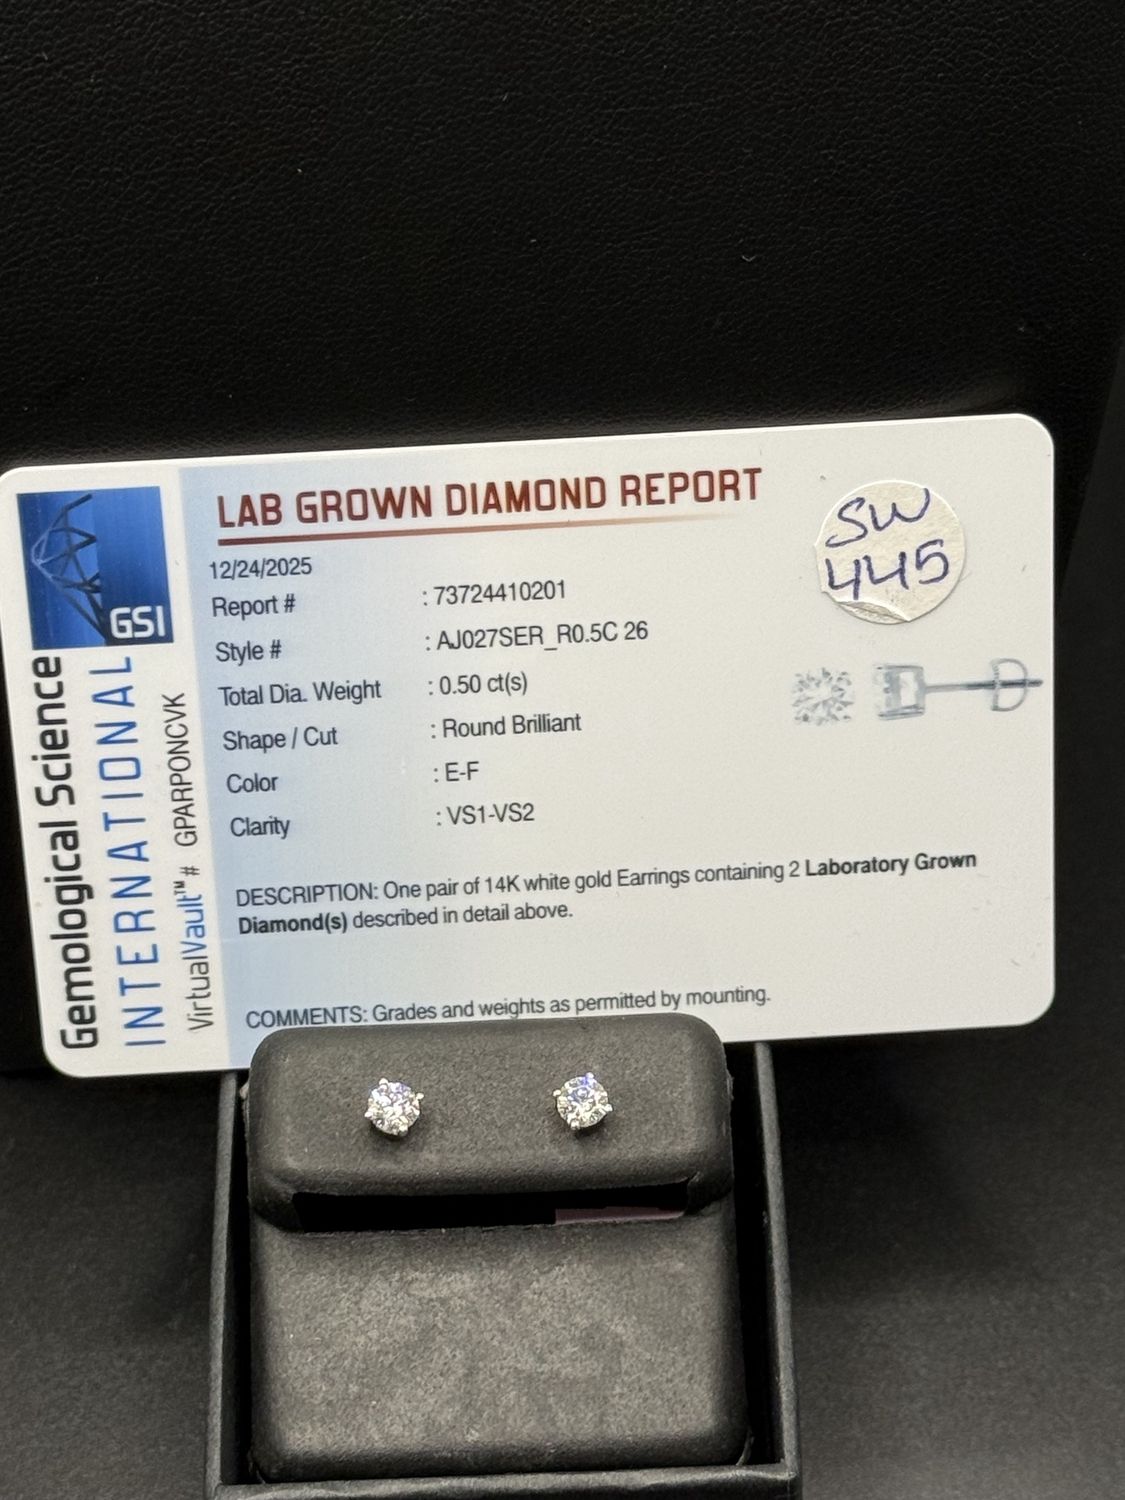 LAB GROWN DIAMOND REPORT
12/24/2025
Report # : 73724410201
Style # : AJ027SER_R0.5C 26
Total Dia. Weight : 0.50 ct(s)
Shape / Cut : Round Brilliant
Color : E-F
Clarity : VS1-VS2
DESCRIPTION: One pair of 14K white gold Earrings containing 2 Laboratory Grown
Diamond(s) described in detail above.
COMMENTS: Grades and weights as permitted by mounting.
SW
445
GSI
Gemological Science
INTERNATIONAL
VirtualVault™# GPARPONCVK